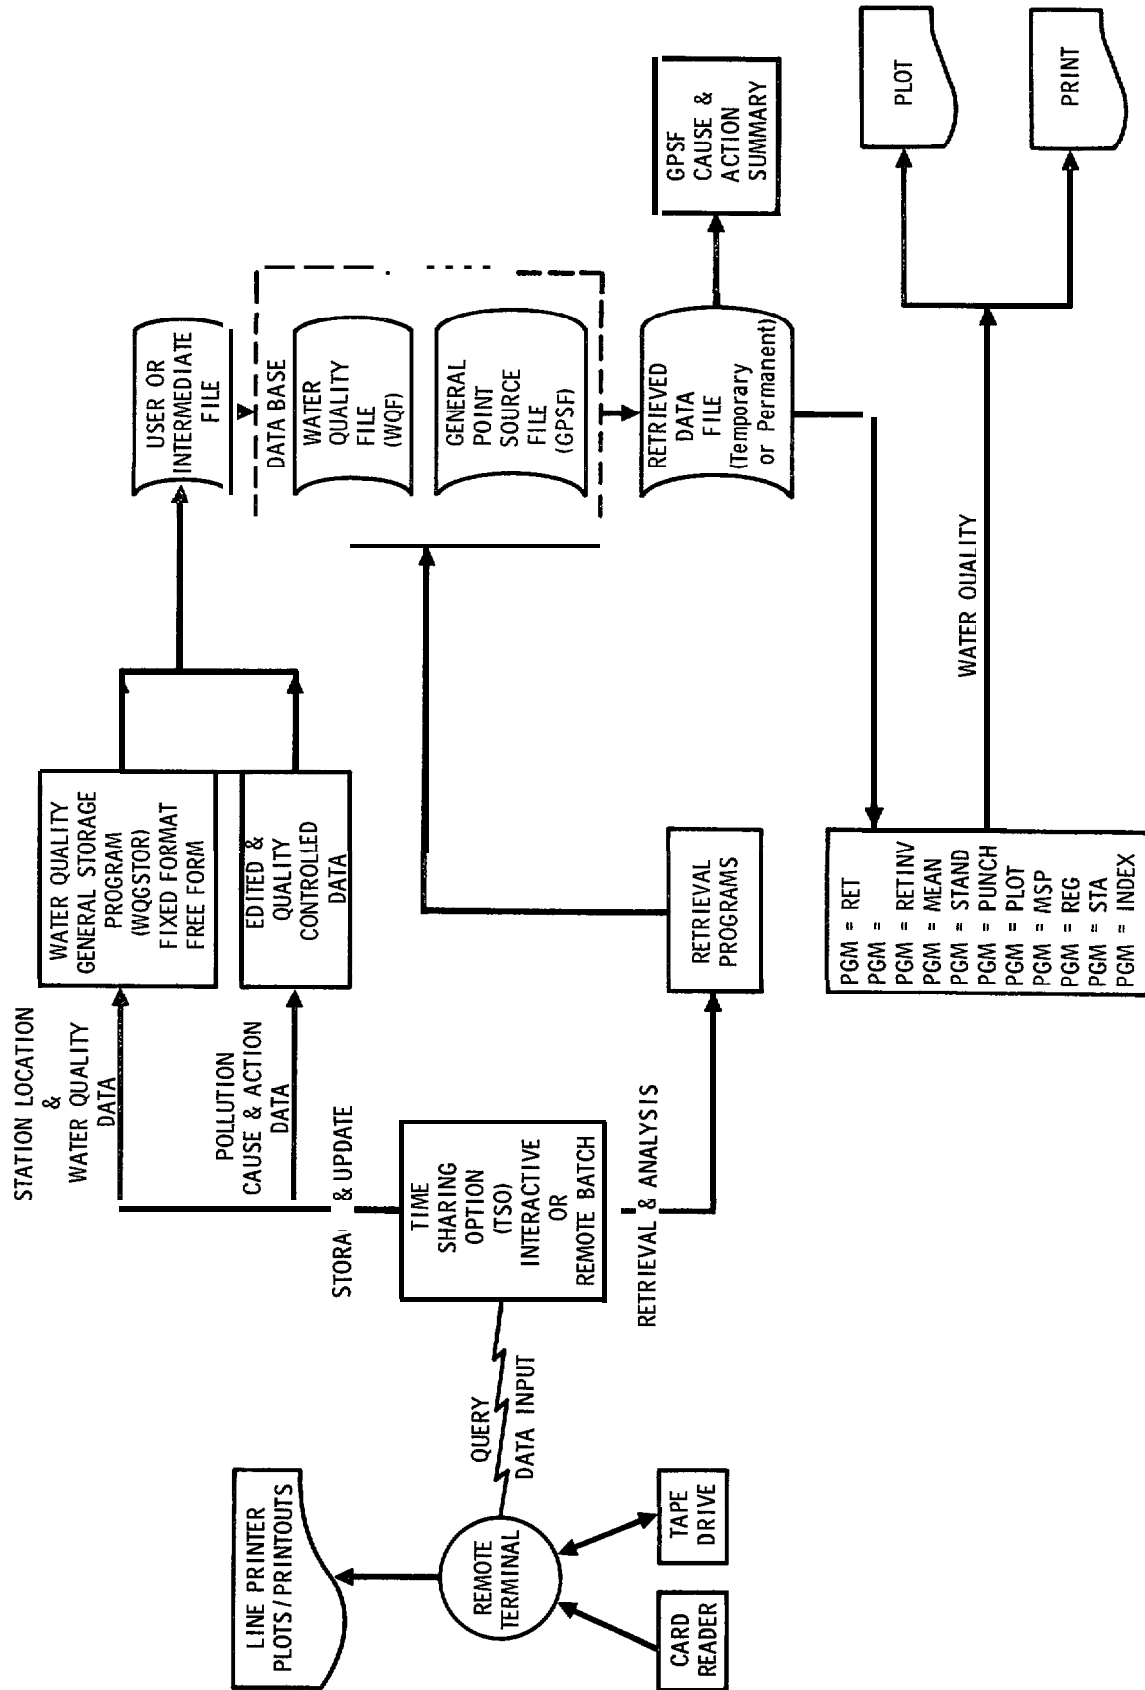 LINE PRINTER
PLOTS/PRINTOUTS
REMOTE
TERMINAL
CARD
READER
TAPE
DRIVE
QUERY
DATA INPUT
STATION LOCATION
&
WATER QUALITY
DATA
POLLUTION
CAUSE & ACTION
DATA
STORA & UPDATE
TIME
SHARING
OPTION
(TSO)
INTERACTIVE
OR
REMOTE BATCH
RETRIEVAL & ANALYSIS
WATER QUALITY
GENERAL STORAGE
PROGRAM
(WQGSTOR)
FIXED FORMAT
FREE FORM
EDITED &
QUALITY
CONTROLLED
DATA
RETRIEVAL
PROGRAMS
PGM = RET
PGM = RETINV
PGM = MEAN
PGM = STAND
PGM = PUNCH
PGM = PLOT
PGM = MSP
PGM = REG
PGM = STA
PGM = INDEX
USER OR
INTERMEDIATE
FILE
DATA BASE
WATER
QUALITY
FILE
(WQF)
GENERAL
POINT
SOURCE
FILE
(GPSF)
RETRIEVED
DATA
FILE
(Temporary
or Permanent)
WATER QUALITY
GPSF
CAUSE &
ACTION
SUMMARY
PLOT
PRINT